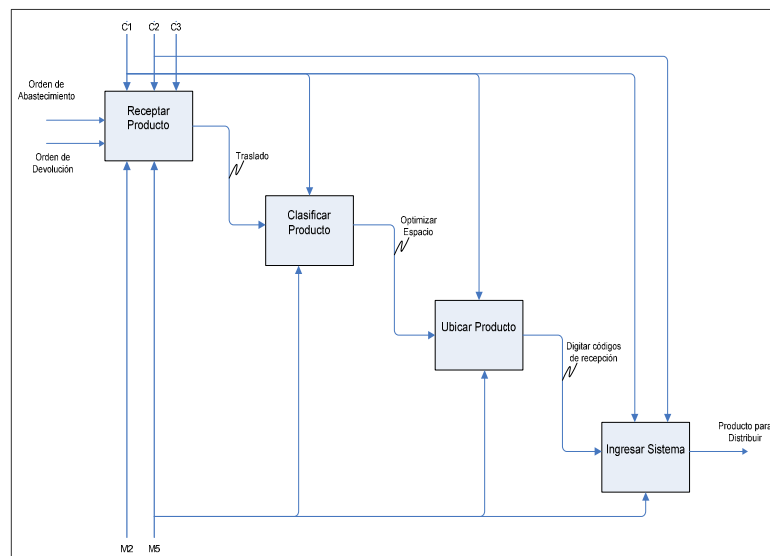 C1 C2 C3
Orden de
Abastecimiento
Receptar
Producto
Orden de
Devolución
Traslado
Clasificar
Producto
Optimizar
Espacio
Ubicar Producto
Digitar códigos
de recepción
Ingresar Sistema
Producto para
Distribuir
M2 M5